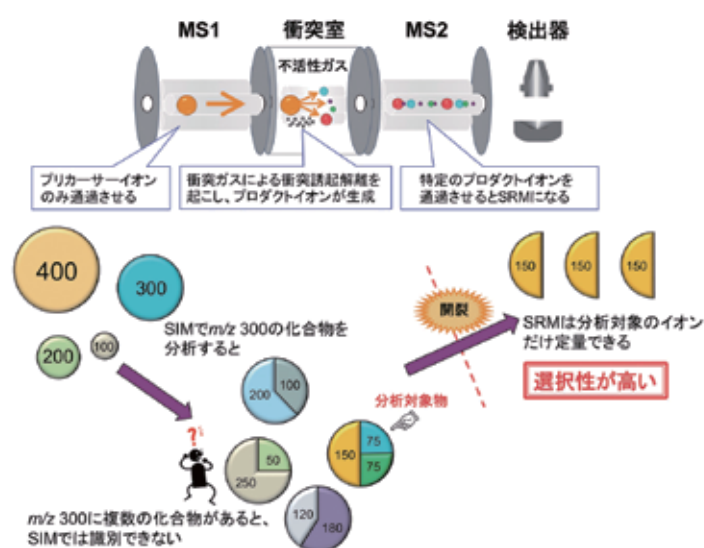 MS1 衝突室 MS2 検出器
不活性ガス
プリカーサーイオン
のみ通過させる
衝突ガスによる衝突誘起解離を
起こし、プロダクトイオンが生成
特定のプロダクトイオンを
通過させるとSRMになる
400
300
200
100
SIMでm/z 300の化合物を
分析すると
200
100
?
50
250
120
180
分析対象物
150
75
75
開裂
150
150
150
SRMは分析対象のイオン
だけ定量できる
選択性が高い
m/z 300に複数の化合物があると、
SIMでは識別できない